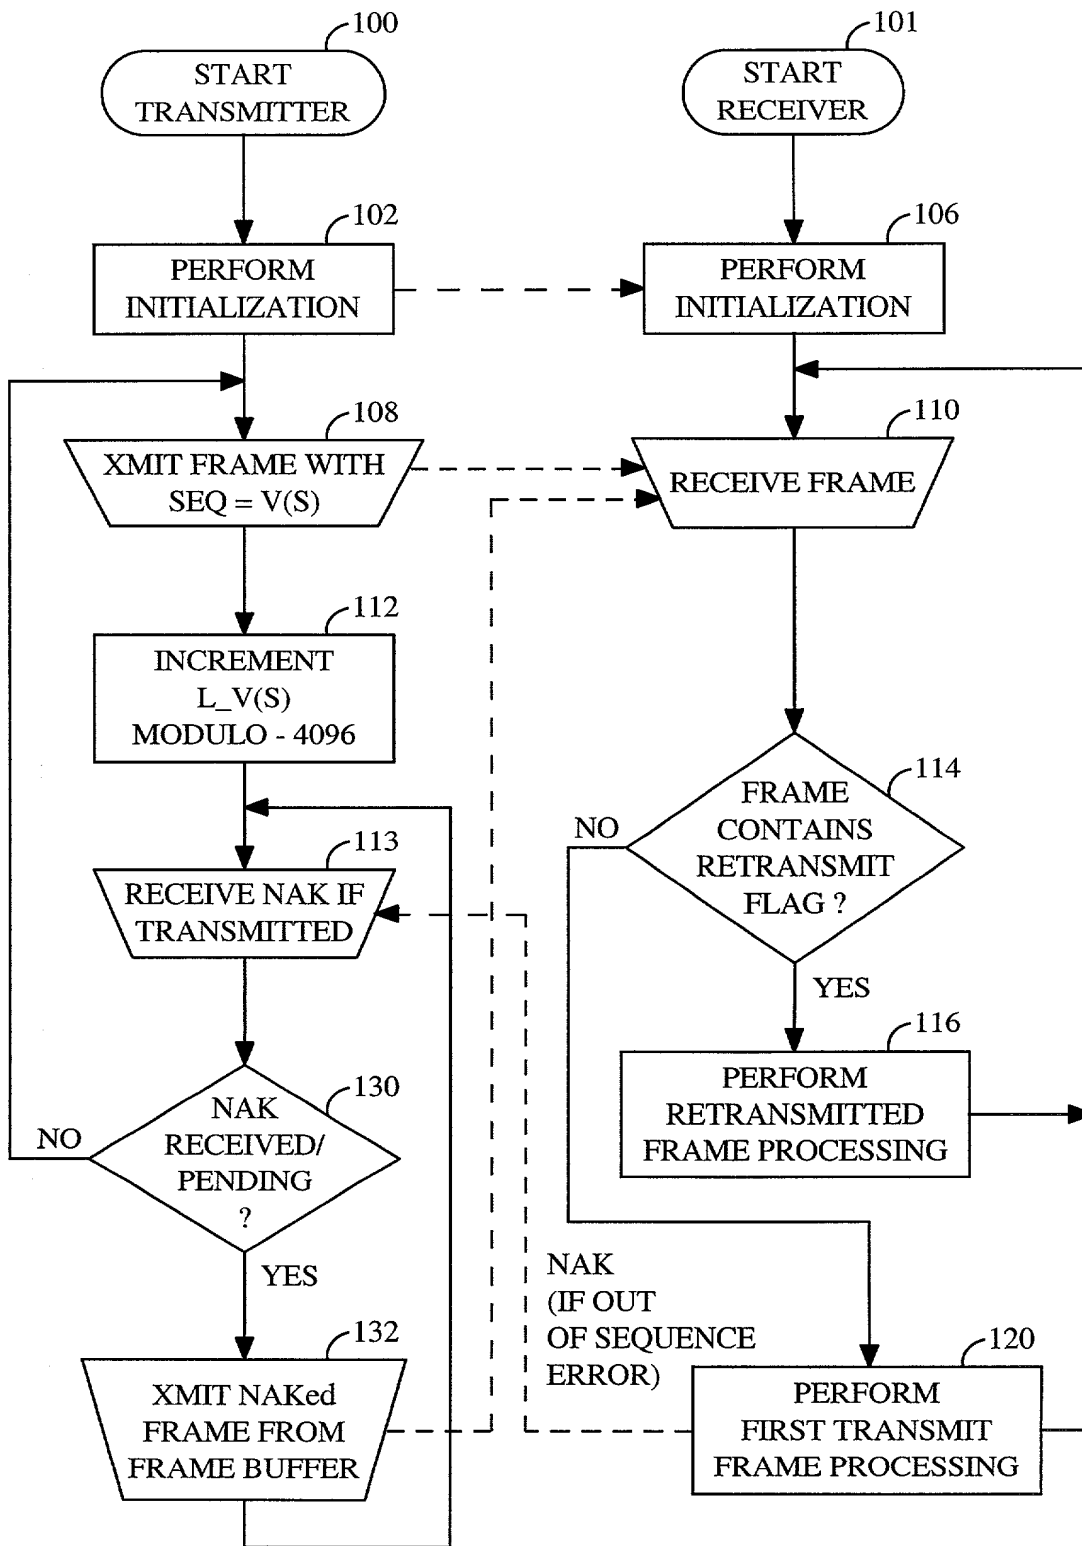 100
START
TRANSMITTER
102
PERFORM
INITIALIZATION
108
XMIT FRAME WITH
SEQ = V(S)
112
INCREMENT
L_V(S)
MODULO - 4096
113
RECEIVE NAK IF
TRANSMITTED
130
NAK
RECEIVED/
PENDING
?
NO
YES
132
XMIT NAKed
FRAME FROM
FRAME BUFFER
101
START
RECEIVER
106
PERFORM
INITIALIZATION
110
RECEIVE FRAME
114
FRAME
CONTAINS
RETRANSMIT
FLAG ?
NO
YES
116
PERFORM
RETRANSMITTED
FRAME PROCESSING
NAK
(IF OUT
OF SEQUENCE
ERROR)
120
PERFORM
FIRST TRANSMIT
FRAME PROCESSING